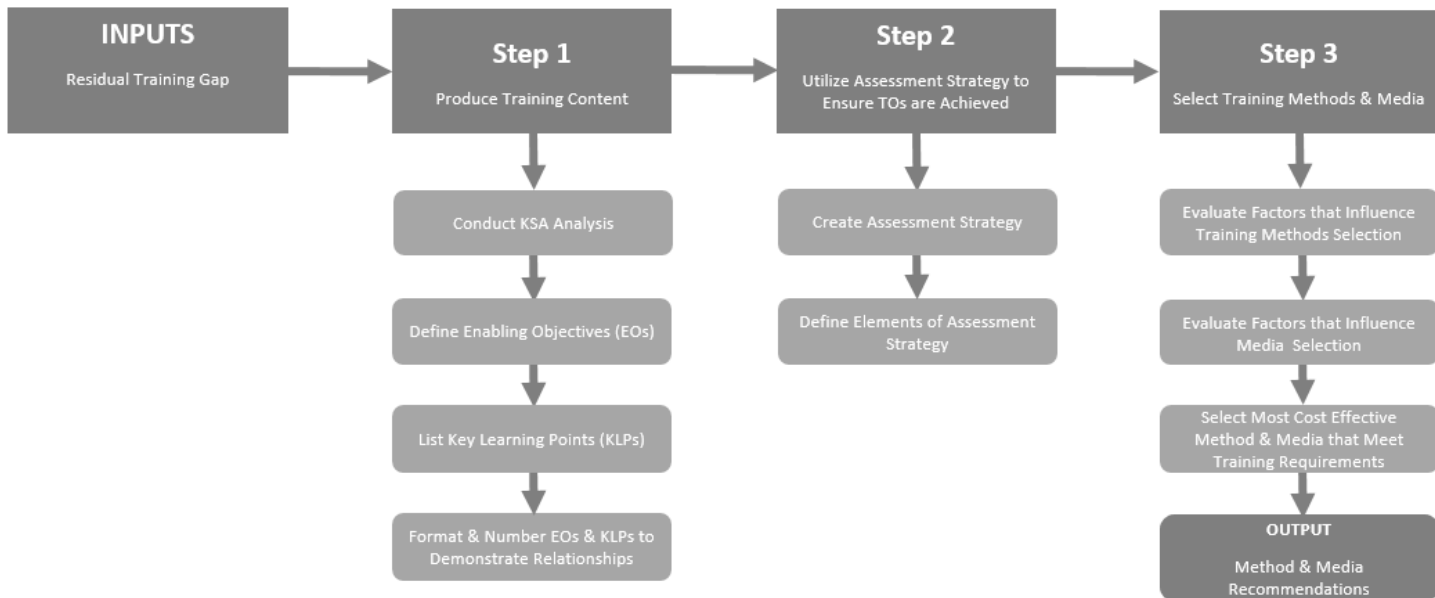 INPUTS
Residual Training Gap
Step 1
Produce Training Content
Step 2
Utilize Assessment Strategy to
Ensure TOs are Achieved
Step 3
Select Training Methods & Media
Conduct KSA Analysis
Define Enabling Objectives (EOs)
List Key Learning Points (KLPs)
Format & Number EOs & KLPs to
Demonstrate Relationships
Create Assessment Strategy
Define Elements of Assessment
Strategy
Evaluate Factors that Influence
Training Methods Selection
Evaluate Factors that Influence
Media Selection
Select Most Cost Effective
Method & Media that Meet
Training Requirements
OUTPUT
Method & Media
Recommendations